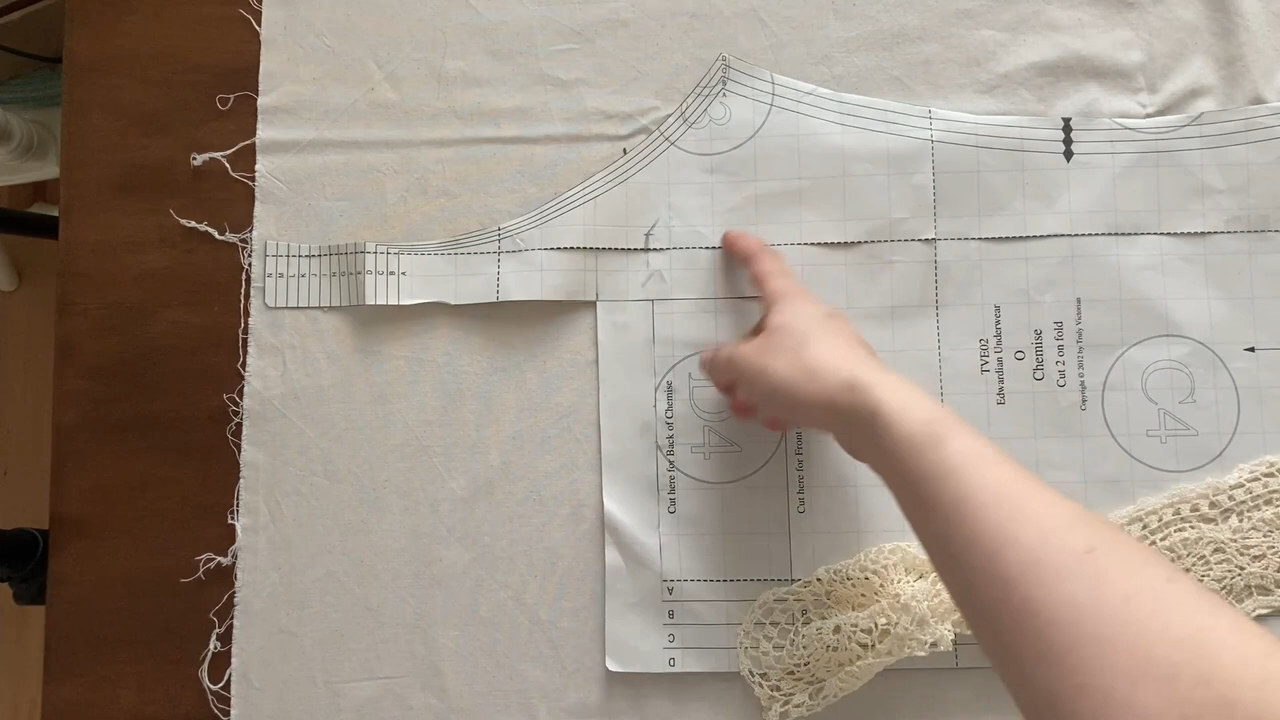 N
M
L
K
J
I
H
G
F
E
D
C
B
A
D
C
B
A
C3
TVE02
Edwardian Underwear
O
Chemise
Cut 2 on fold
Copyright © 2012 by Truly Victorian
C4
D4
Cut here for Back of Chemise
Cut here for Front
A
B
C
D